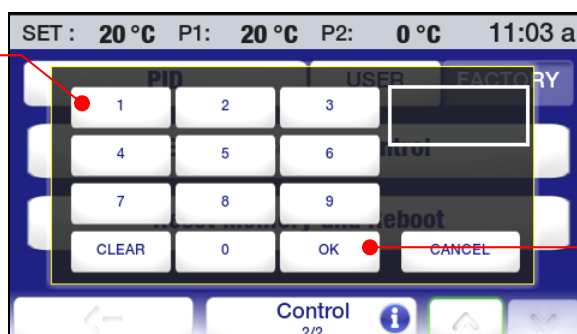 SET : 20 °C P1: 20 °C P2: 0 °C 11:03 a
PID USER FACTORY
1 2 3
4 5 6
7 8 9
Reset Memory and Reboot
CLEAR 0 OK CANCEL
Control
2/2